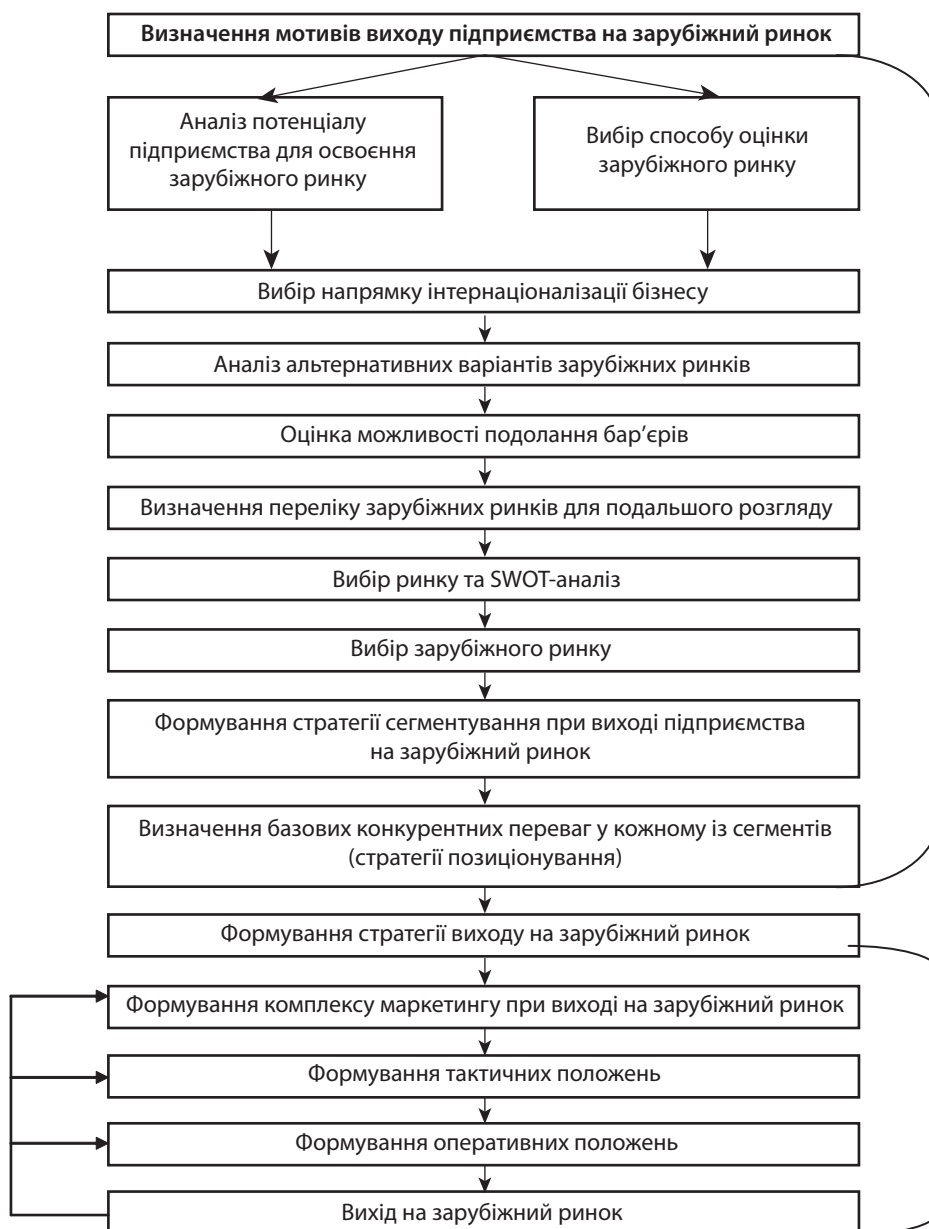 Визначення мотивів виходу підприємства на зарубіжний ринок
Аналіз потенціалу
підприємства для освоєння
зарубіжного ринку
Вибір способу оцінки
зарубіжного ринку
Вибір напрямку інтернаціоналізації бізнесу
Аналіз альтернативних варіантів зарубіжних ринків
Оцінка можливості подолання бар’єрів
Визначення переліку зарубіжних ринків для подальшого розгляду
Вибір ринку та SWOT-аналіз
Вибір зарубіжного ринку
Формування стратегії сегментування при виході підприємства
на зарубіжний ринок
Визначення базових конкурентних переваг у кожному із сегментів
(стратегії позиціонування)
Формування стратегії виходу на зарубіжний ринок
Формування комплексу маркетингу при виході на зарубіжний ринок
Формування тактичних положень
Формування оперативних положень
Вихід на зарубіжний ринок